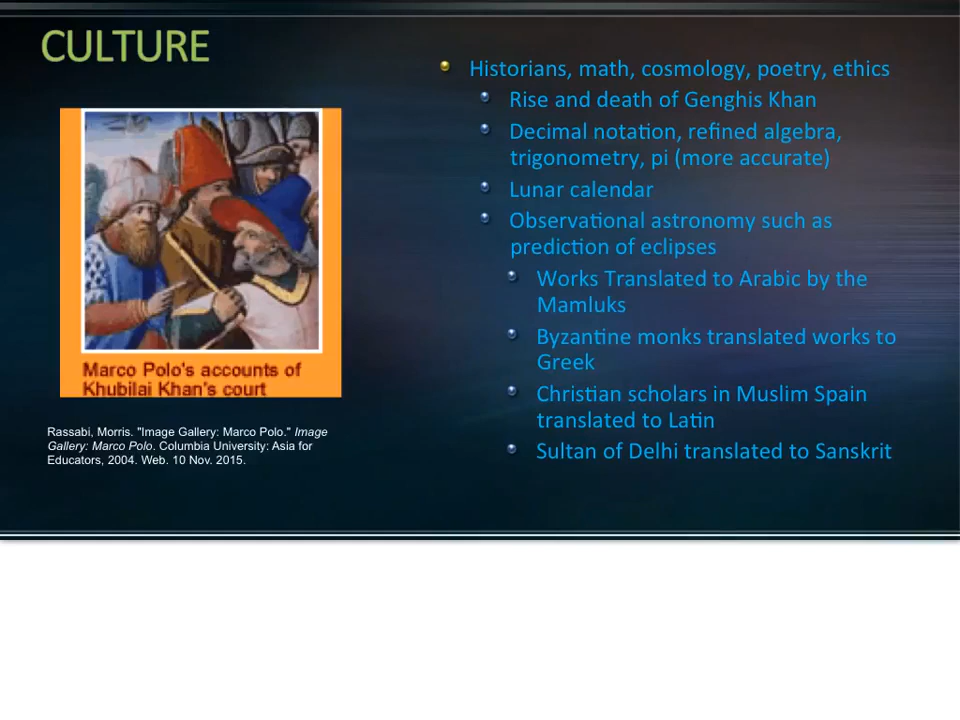 CULTURE
Marco Polo's accounts of
Khubilai Khan's court
Rassabi, Morris. "Image Gallery: Marco Polo." Image
Gallery: Marco Polo. Columbia University: Asia for
Educators, 2004. Web. 10 Nov. 2015.
Historians, math, cosmology, poetry, ethics
Rise and death of Genghis Khan
Decimal notation, refined algebra,
trigonometry, pi (more accurate)
Lunar calendar
Observational astronomy such as
prediction of eclipses
Works Translated to Arabic by the
Mamluks
Byzantine monks translated works to
Greek
Christian scholars in Muslim Spain
translated to Latin
Sultan of Delhi translated to Sanskrit